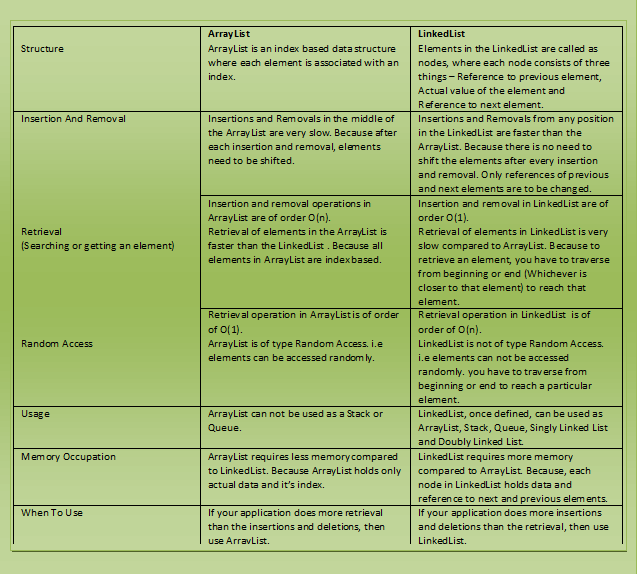 ArrayList
LinkedList
Structure
ArrayList is an index based data structure
where each element is associated with an
index.
Elements in the LinkedList are called as
nodes, where each node consists of three
things – Reference to previous element,
Actual value of the element and
Reference to next element.
Insertion And Removal
Insertions and Removals in the middle of
the ArrayList are very slow. Because after
each insertion and removal, elements
need to be shifted.
Insertions and Removals from any position
in the LinkedList are faster than the
ArrayList. Because there is no need to
shift the elements after every insertion
and removal. Only references of previous
and next elements are to be changed.
Insertion and removal operations in
ArrayList are of order O(n).
Insertion and removal in LinkedList are of
order O(1).
Retrieval
(Searching or getting an element)
Retrieval of elements in the ArrayList is
faster than the LinkedList . Because all
elements in ArrayList are index based.
Retrieval of elements in LinkedList is very
slow compared to ArrayList. Because to
retrieve an element, you have to traverse
from beginning or end (Whichever is
closer to that element) to reach that
element.
Retrieval operation in ArrayList is of order
of O(1).
Retrieval operation in LinkedList is of
order of O(n).
Random Access
ArrayList is of type Random Access. i.e
elements can be accessed randomly.
LinkedList is not of type Random Access.
i.e elements can not be accessed
randomly. you have to traverse from
beginning or end to reach a particular
element.
Usage
ArrayList can not be used as a Stack or
Queue.
LinkedList, once defined, can be used as
ArrayList, Stack, Queue, Singly Linked List
and Doubly Linked List.
Memory Occupation
ArrayList requires less memory compared
to LinkedList. Because ArrayList holds only
actual data and it's index.
LinkedList requires more memory
compared to ArrayList. Because, each
node in LinkedList holds data and
reference to next and previous elements.
When To Use
If your application does more retrieval
than the insertions and deletions, then
use ArrayList.
If your application does more insertions
and deletions than the retrieval, then use
LinkedList.